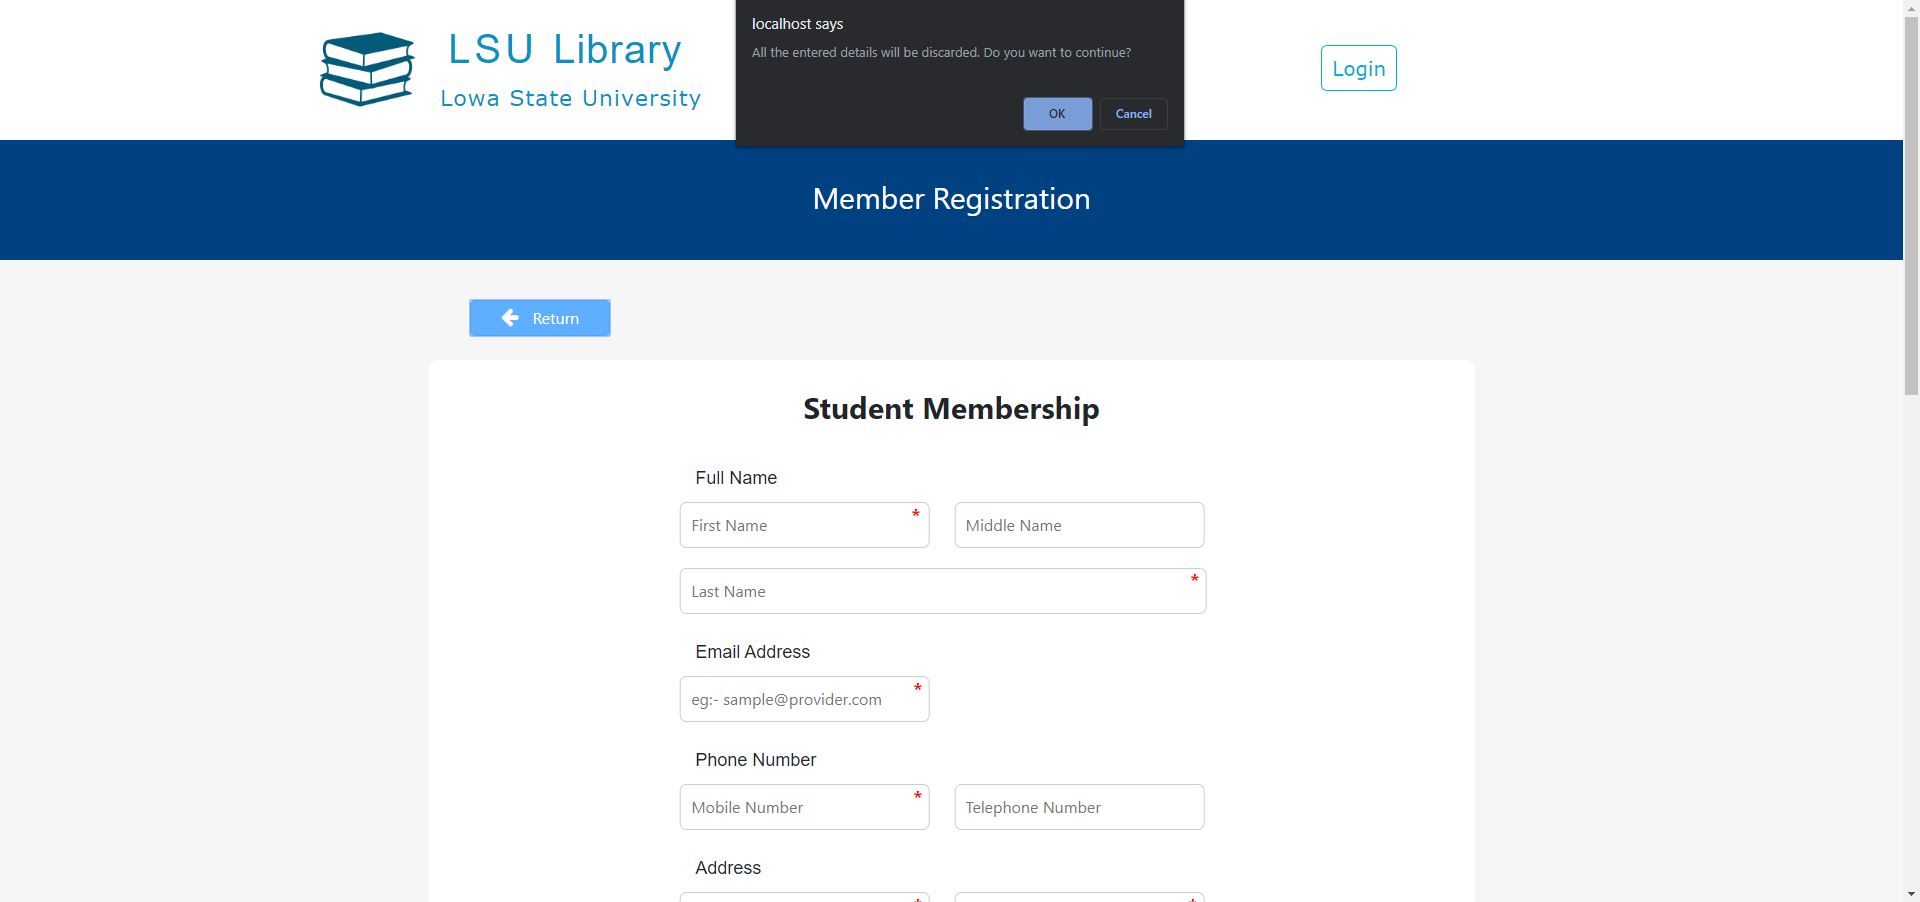 LSU Library
Lowa State University
localhost says
All the entered details will be discarded. Do you want to continue?
OK
Cancel
Login
Member Registration
Return
Student Membership
Full Name
First Name *
Middle Name
Last Name *
Email Address
eg:- sample@provider.com *
Phone Number
Mobile Number *
Telephone Number
Address
* *